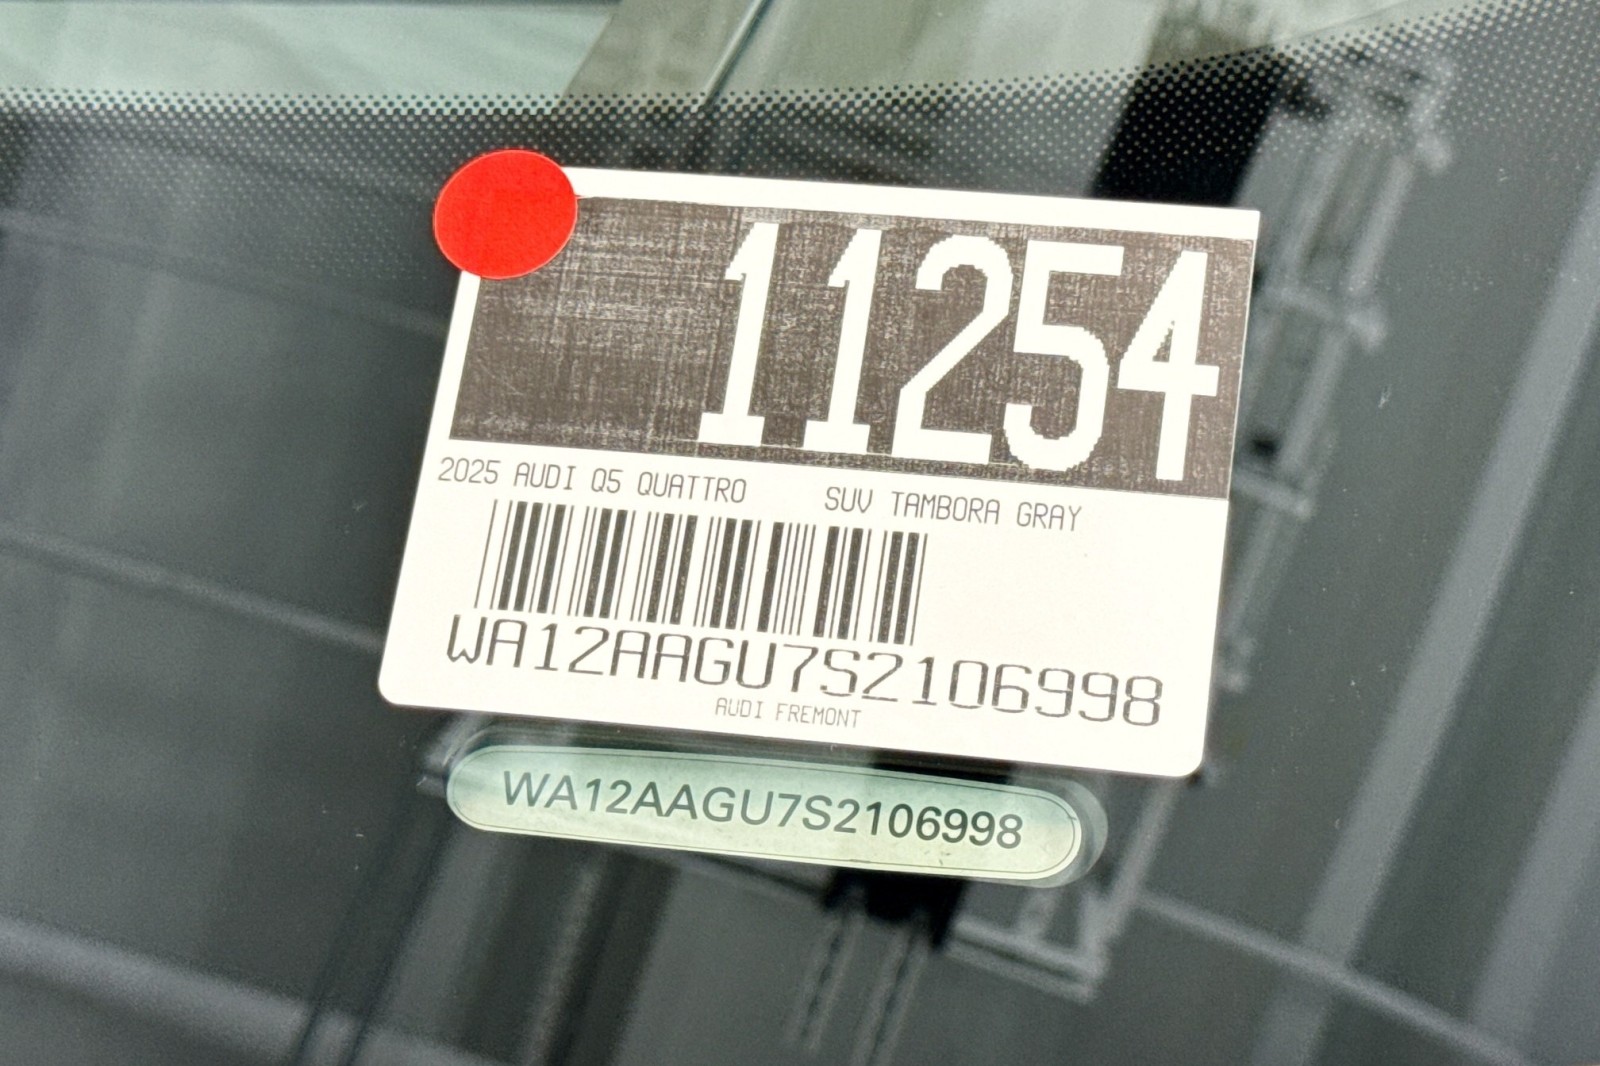 11254
2025 AUDI Q5 QUATTRO SUV TAMBORA GRAY
WA12AAGU7S2106998
AUDI FREMONT
WA12AAGU7S2106998